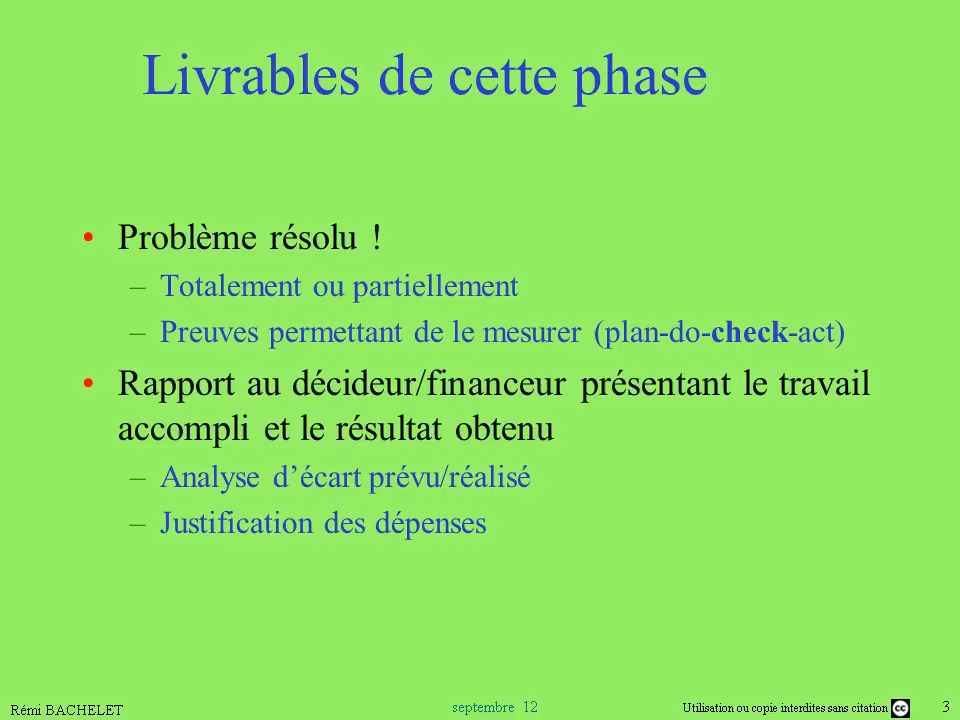 Livrables de cette phase
• Problème résolu !
– Totalement ou partiellement
– Preuves permettant de le mesurer (plan-do-check-act)
• Rapport au décideur/financeur présentant le travail
accompli et le résultat obtenu
– Analyse d’écart prévu/réalisé
– Justification des dépenses
Rémi BACHELET
septembre 12
Utilisation ou copie interdites sans citation cc
3